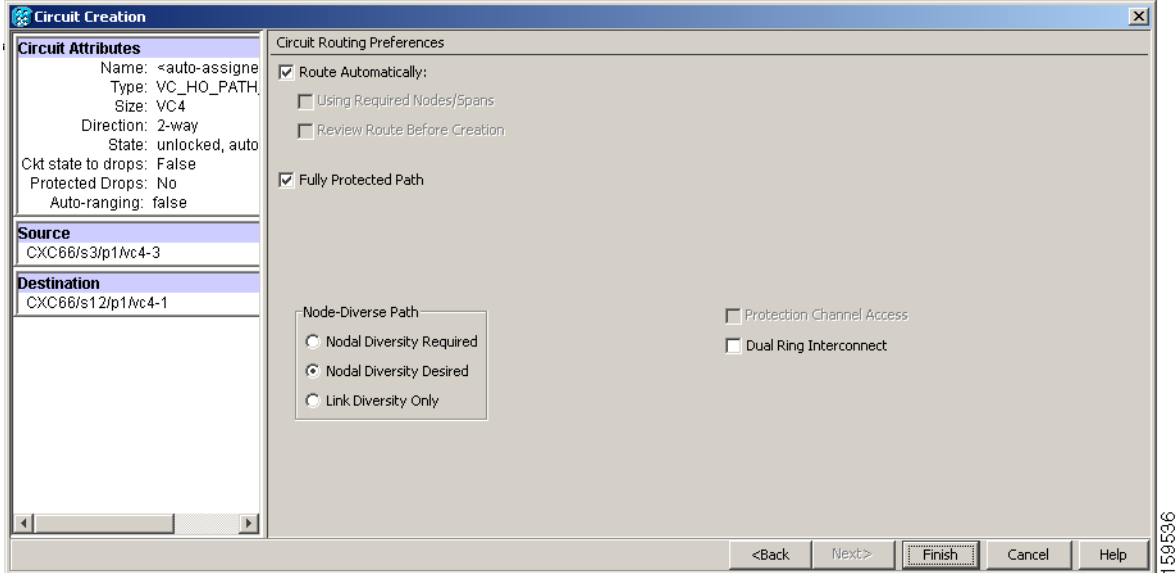 Circuit Creation
Circuit Attributes
Name: <auto-assigne
Type: VC_HO_PATH_
Size: VC4
Direction: 2-way
State: unlocked, auto
Ckt state to drops: False
Protected Drops: No
Auto-ranging: false
Source
CXC66/s3/p1/vc4-3
Destination
CXC66/s12/p1/vc4-1
Circuit Routing Preferences
Route Automatically:
Using Required Nodes/Spans
Review Route Before Creation
Fully Protected Path
Node-Diverse Path
Nodal Diversity Required
Nodal Diversity Desired
Link Diversity Only
Protection Channel Access
Dual Ring Interconnect
<Back
Next>
Finish
Cancel
Help
159536